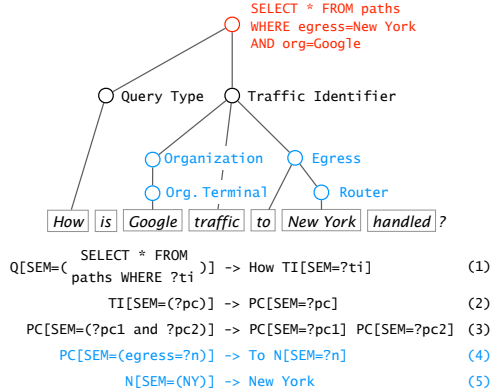 SELECT * FROM paths
WHERE egress=New York
AND org=Google
Query Type
Traffic Identifier
Organization
Egress
Org. Terminal
Router
How is Google traffic to New York handled ?
SELECT * FROM
Q[SEM=( paths WHERE ?ti )] -> How TI[SEM=?ti] (1)
TI[SEM=(?pc)] -> PC[SEM=?pc] (2)
PC[SEM=(?pc1 and ?pc2)] -> PC[SEM=?pc1] PC[SEM=?pc2] (3)
PC[SEM=(egress=?n)] -> To N[SEM=?n] (4)
N[SEM=(NY)] -> New York (5)